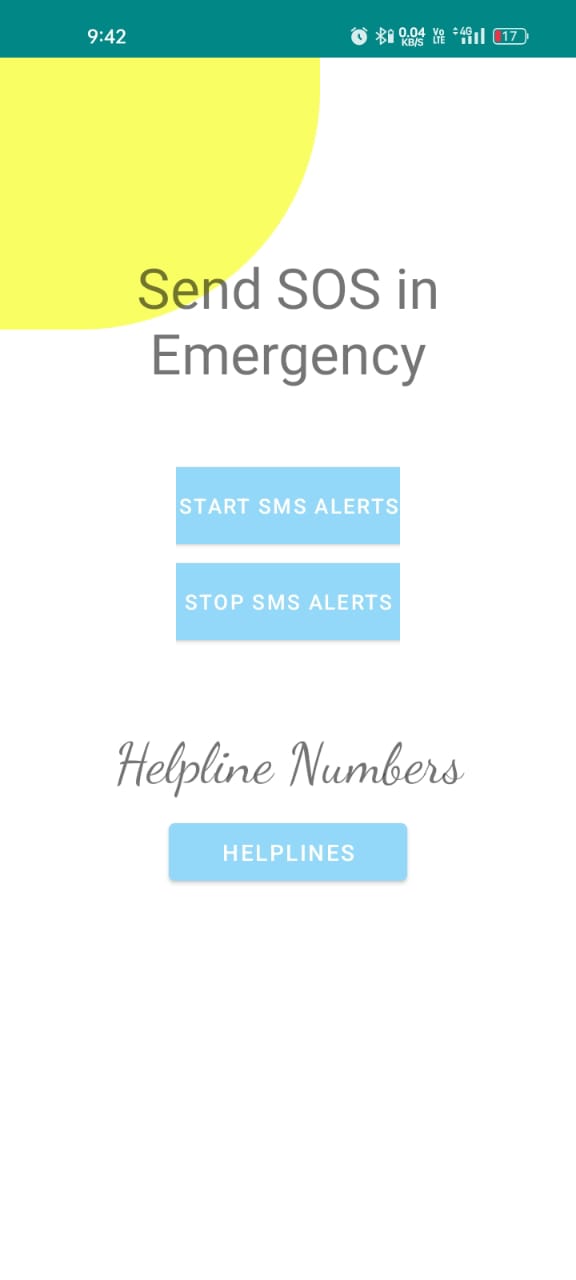 9:42 0.04 KB/S Vo LTE 4G 17
Send SOS in
Emergency
START SMS ALERTS
STOP SMS ALERTS
Helpline Numbers
HELPLINES